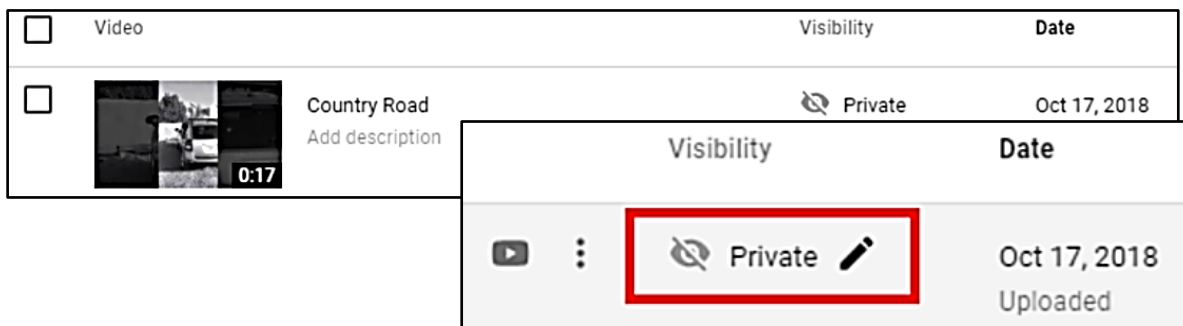 Video Visibility Date
Country Road Private Oct 17, 2018
Add description
0:17
Visibility Date
Private Oct 17, 2018
Uploaded